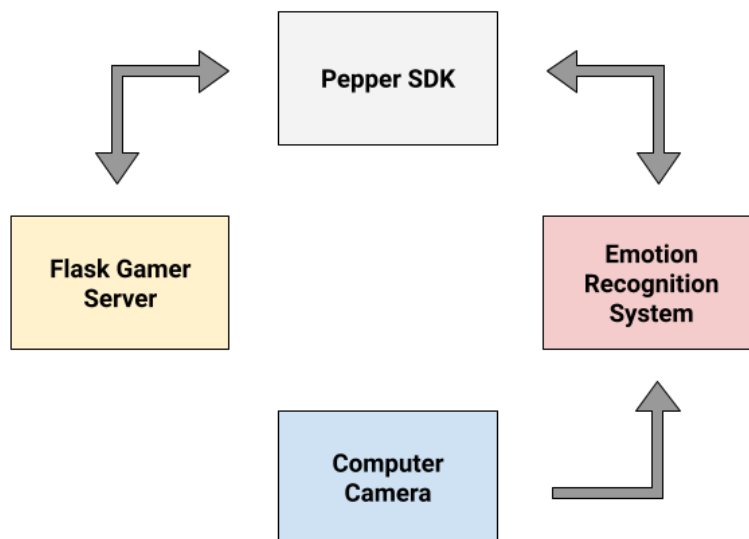 Pepper SDK
Flask Gamer
Server
Emotion
Recognition
System
Computer
Camera